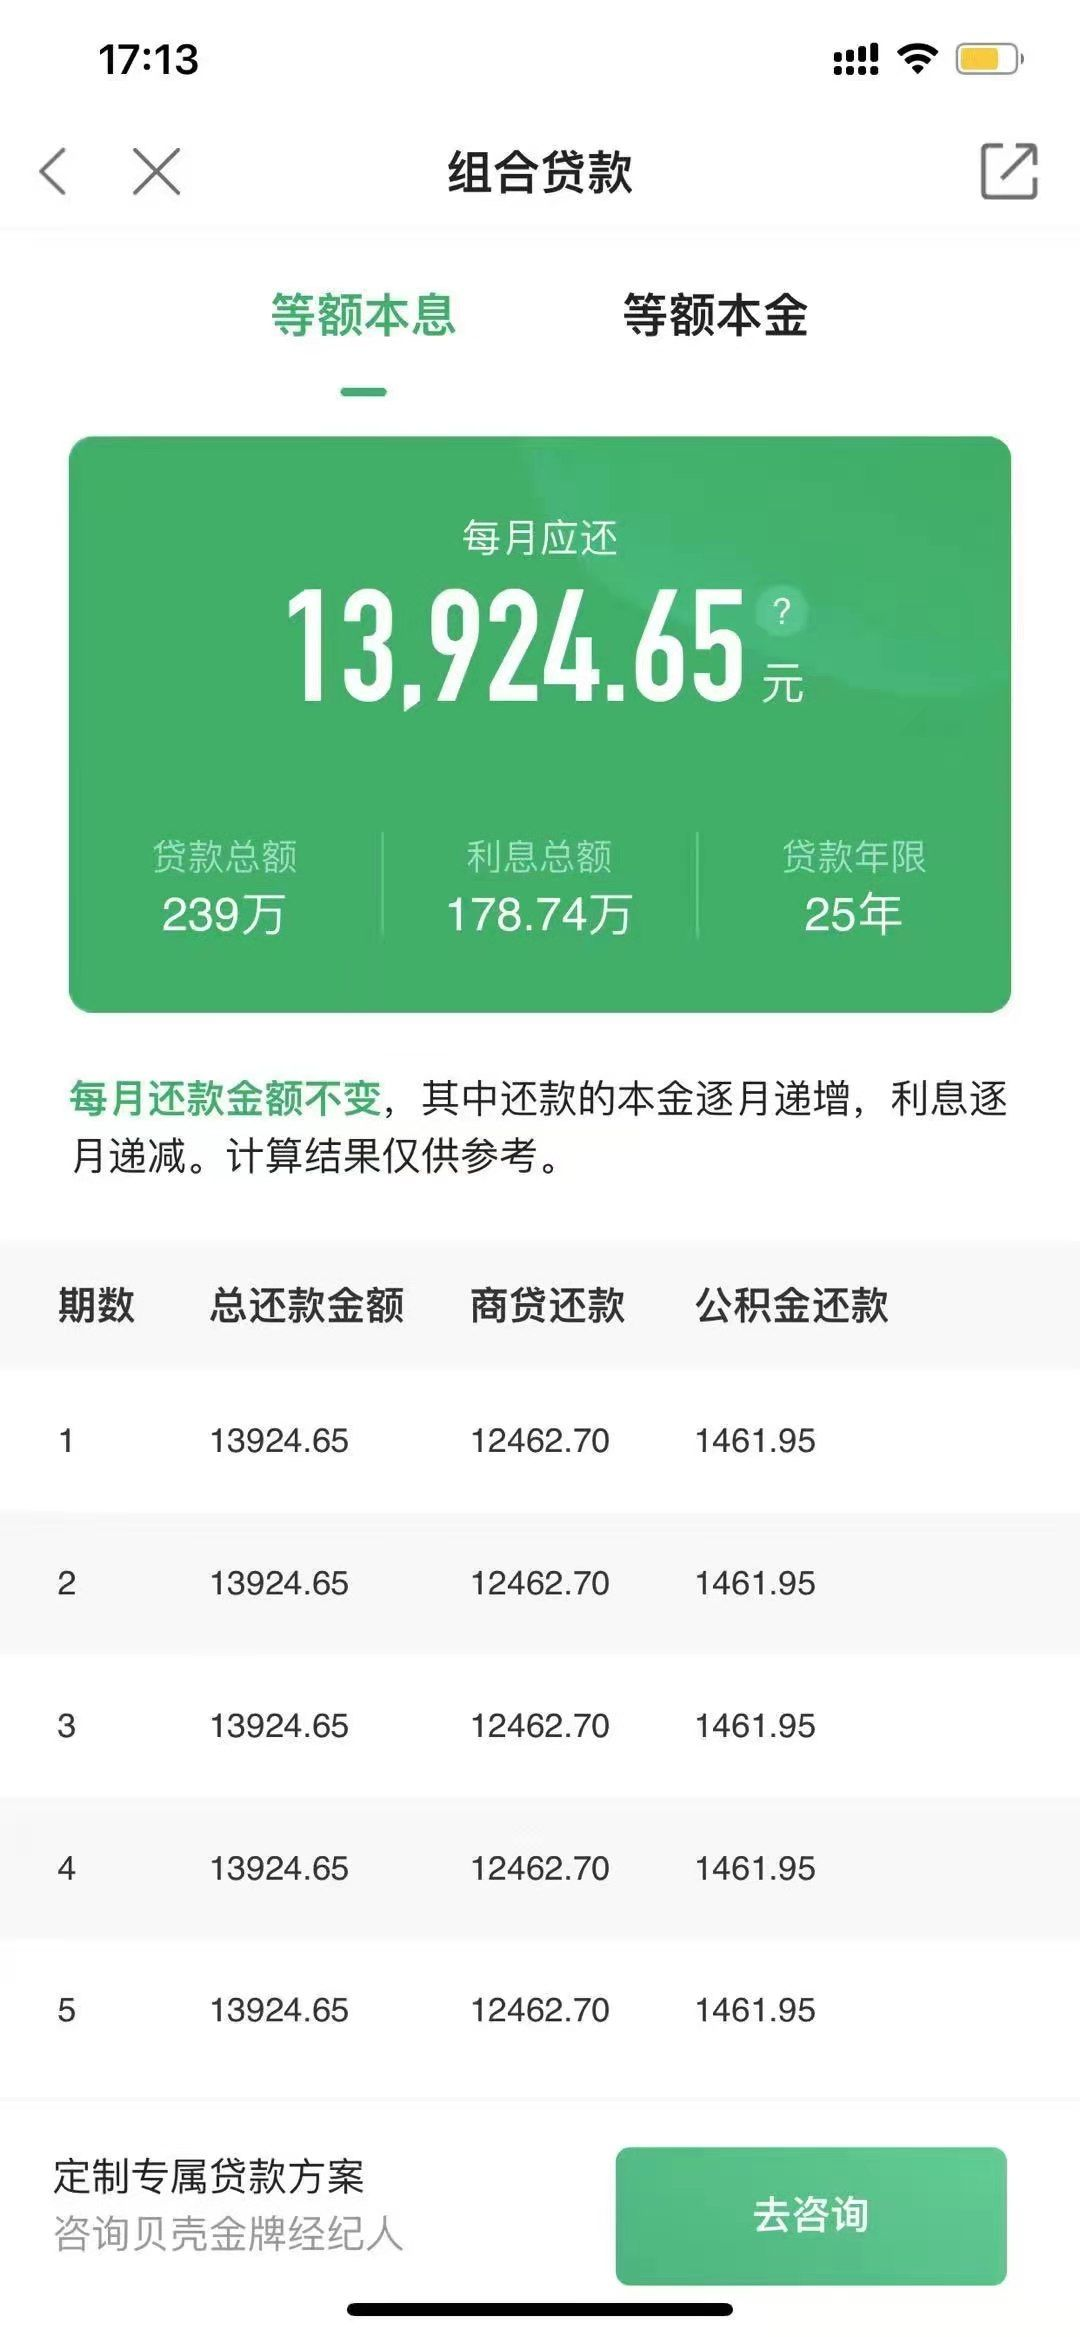 17:13
组合贷款
等额本息 等额本金
每月应还
13,924.65 ?
元
贷款总额 利息总额 贷款年限
239万 178.74万 25年
每月还款金额不变，其中还款的本金逐月递增，利息逐
月递减。计算结果仅供参考。
期数 总还款金额 商贷还款 公积金还款
1 13924.65 12462.70 1461.95
2 13924.65 12462.70 1461.95
3 13924.65 12462.70 1461.95
4 13924.65 12462.70 1461.95
5 13924.65 12462.70 1461.95
定制专属贷款方案
咨询贝壳金牌经纪人
去咨询